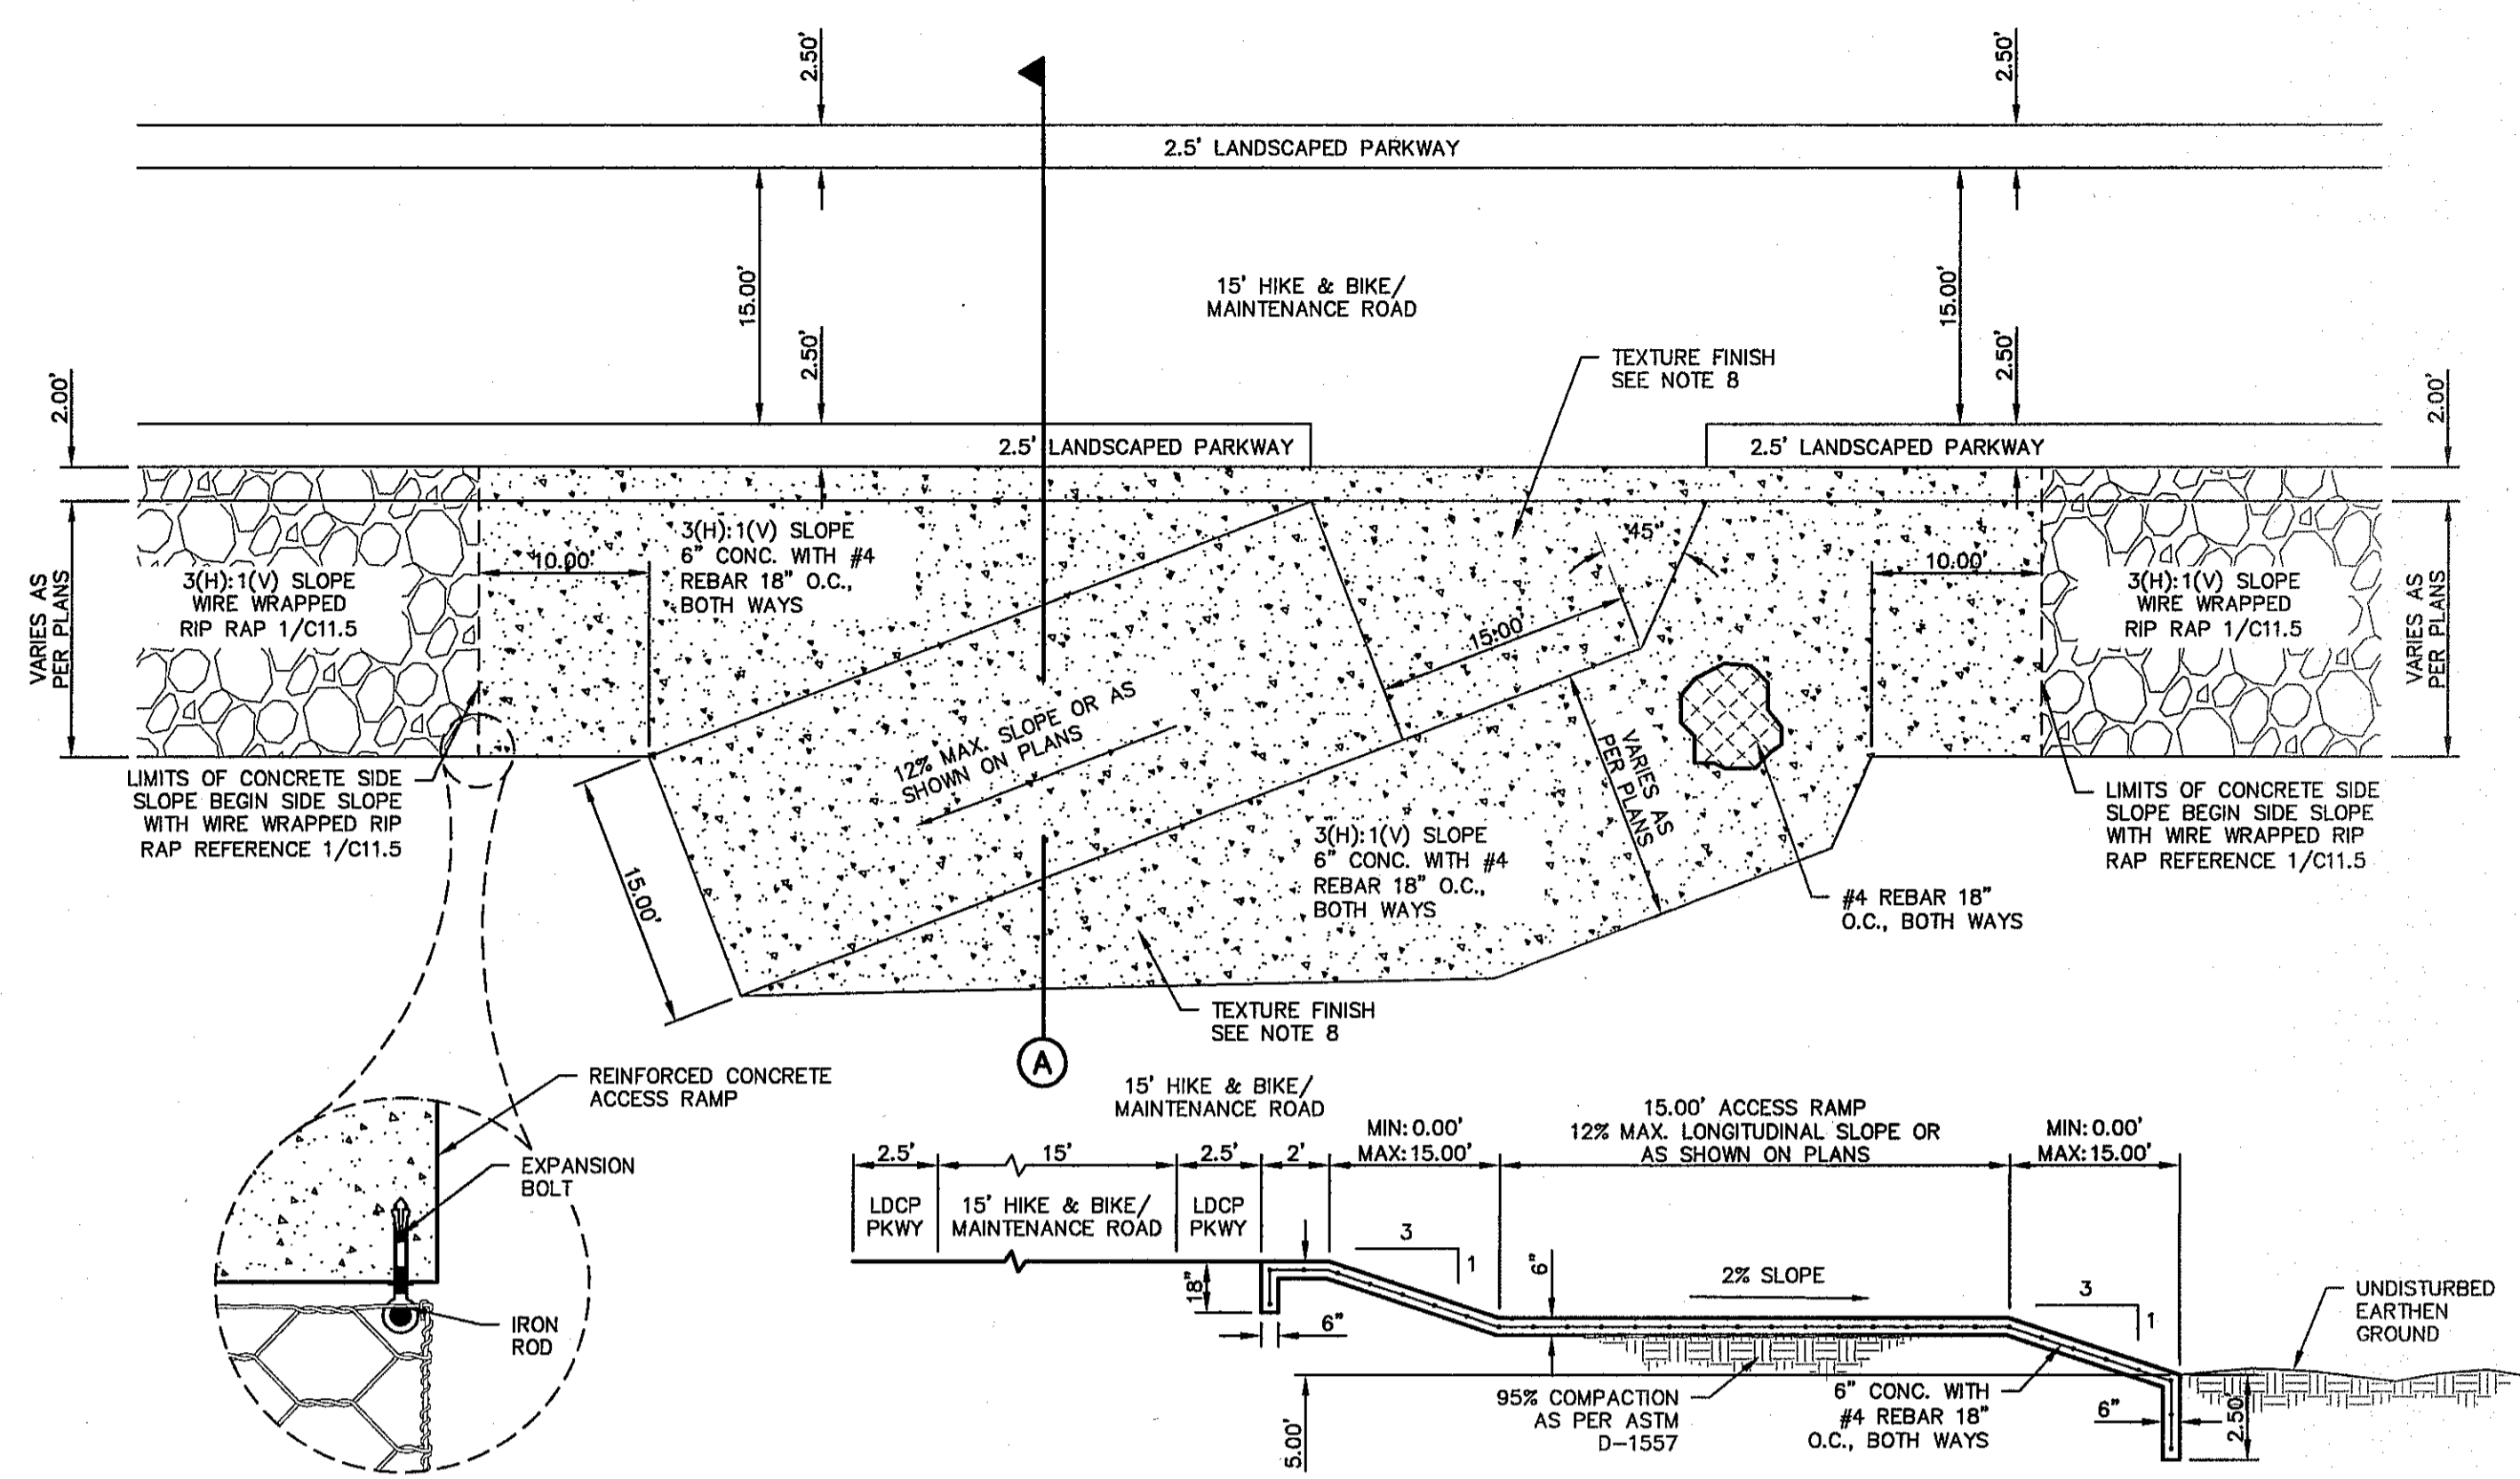 2.50'
2.50'
2.5' LANDSCAPED PARKWAY
15.00'
15.00'
15' HIKE & BIKE/
MAINTENANCE ROAD
2.50'
2.50'
TEXTURE FINISH
SEE NOTE 8
2.00'
2.00'
2.5' LANDSCAPED PARKWAY
2.5' LANDSCAPED PARKWAY
3(H):1(V) SLOPE
6" CONC. WITH #4
REBAR 18" O.C.,
BOTH WAYS
45°
10.00'
10.00'
VARIES AS
PER PLANS
3(H):1(V) SLOPE
WIRE WRAPPED
RIP RAP 1/C11.5
3(H):1(V) SLOPE
WIRE WRAPPED
RIP RAP 1/C11.5
VARIES AS
PER PLANS
15.00'
12% MAX. SLOPE OR AS
SHOWN ON PLANS
VARIES AS
PER PLANS
LIMITS OF CONCRETE SIDE
SLOPE BEGIN SIDE SLOPE
WITH WIRE WRAPPED RIP
RAP REFERENCE 1/C11.5
LIMITS OF CONCRETE SIDE
SLOPE BEGIN SIDE SLOPE
WITH WIRE WRAPPED RIP
RAP REFERENCE 1/C11.5
3(H):1(V) SLOPE
6" CONC. WITH #4
REBAR 18" O.C.,
BOTH WAYS
15.00'
#4 REBAR 18"
O.C., BOTH WAYS
TEXTURE FINISH
SEE NOTE 8
A
REINFORCED CONCRETE
ACCESS RAMP
EXPANSION
BOLT
IRON
ROD
15' HIKE & BIKE/
MAINTENANCE ROAD
MIN: 0.00'
MAX: 15.00'
15.00' ACCESS RAMP
12% MAX. LONGITUDINAL SLOPE OR
AS SHOWN ON PLANS
MIN: 0.00'
MAX: 15.00'
2.5'
15'
2.5'
2'
LDCP
PKWY
15' HIKE & BIKE/
MAINTENANCE ROAD
LDCP
PKWY
3
1
18"
6"
6"
2% SLOPE
3
1
UNDISTURBED
EARTHEN
GROUND
95% COMPACTION
AS PER ASTM
D-1557
6" CONC. WITH
#4 REBAR 18"
O.C., BOTH WAYS
6"
2.50'
5.00'